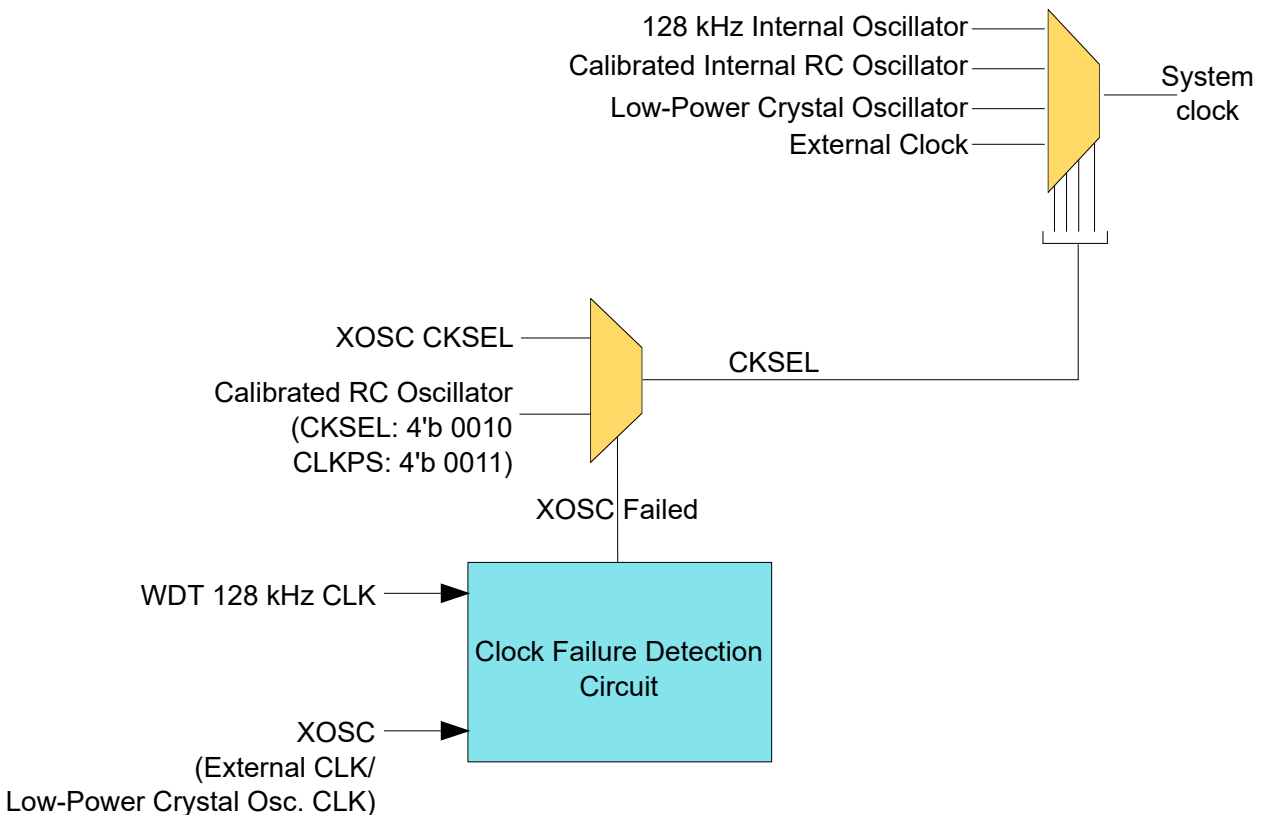 128 kHz Internal Oscillator
Calibrated Internal RC Oscillator
Low-Power Crystal Oscillator
External Clock
System
clock
XOSC CKSEL
Calibrated RC Oscillator
(CKSEL: 4'b 0010
CLKPS: 4'b 0011)
CKSEL
XOSC Failed
WDT 128 kHz CLK
Clock Failure Detection
Circuit
XOSC
(External CLK/
Low-Power Crystal Osc. CLK)